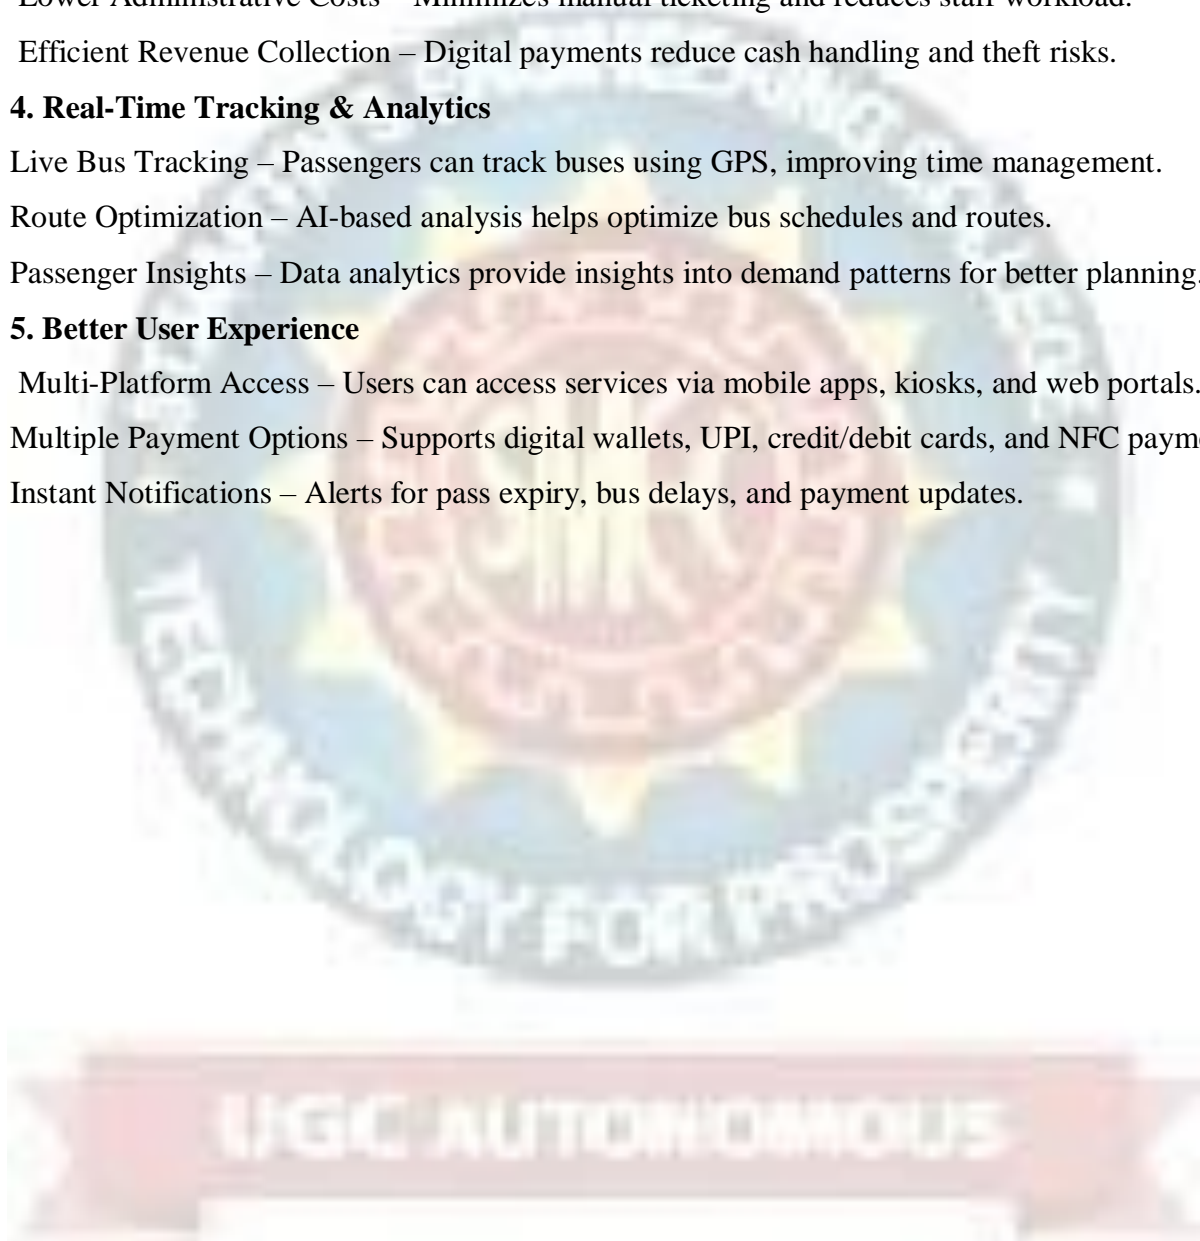 Lower Administrative Costs – Minimizes manual ticketing and reduces staff workload.
Efficient Revenue Collection – Digital payments reduce cash handling and theft risks.
4. Real-Time Tracking & Analytics
Live Bus Tracking – Passengers can track buses using GPS, improving time management.
Route Optimization – AI-based analysis helps optimize bus schedules and routes.
Passenger Insights – Data analytics provide insights into demand patterns for better planning.
5. Better User Experience
Multi-Platform Access – Users can access services via mobile apps, kiosks, and web portals.
Multiple Payment Options – Supports digital wallets, UPI, credit/debit cards, and NFC payme
Instant Notifications – Alerts for pass expiry, bus delays, and payment updates.
TECHNOLOGY FOR PROSPERITY
UGC AUTONOMOUS